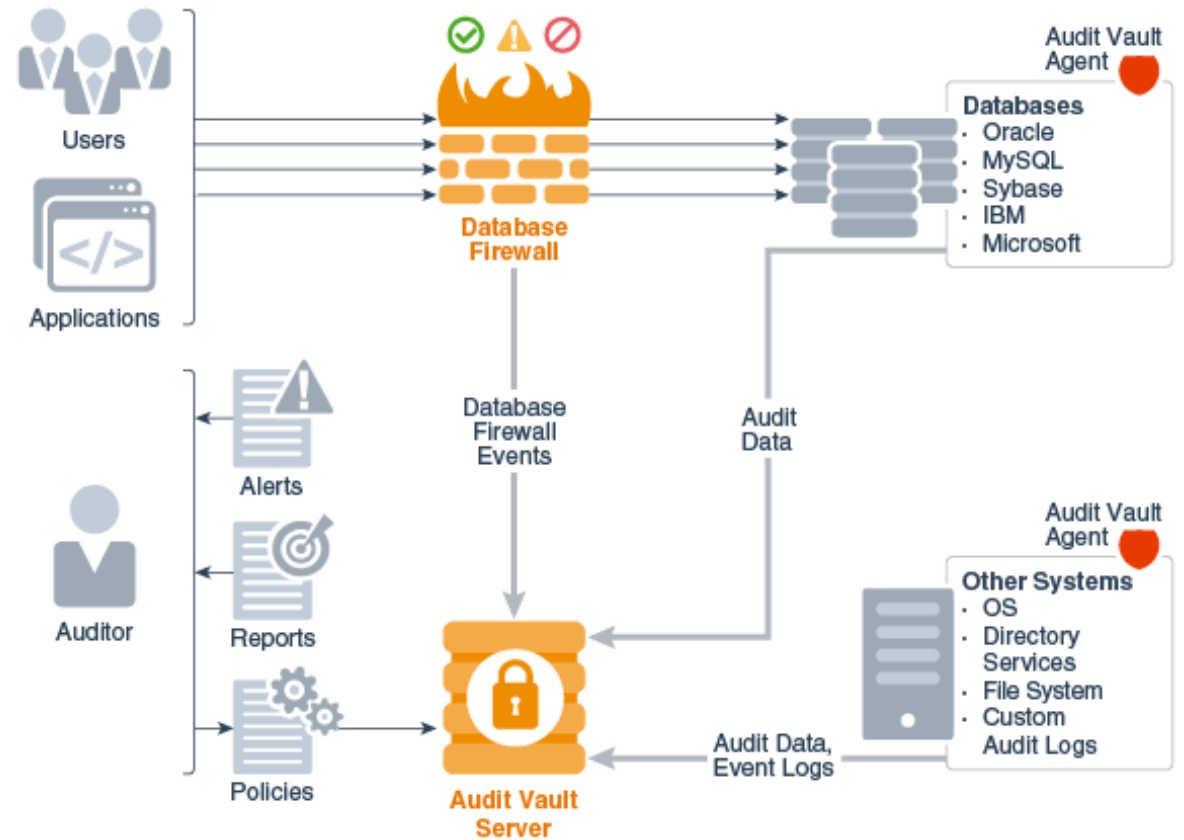 Users
</>
Applications
Database
Firewall
Audit Vault
Agent
Databases
· Oracle
· MySQL
· Sybase
· IBM
· Microsoft
Database
Firewall
Events
Audit
Data
Alerts
Auditor
Reports
Policies
Audit Vault
Agent
Other Systems
· OS
· Directory
Services
· File System
· Custom
Audit Logs
Audit Data,
Event Logs
Audit Vault
Server